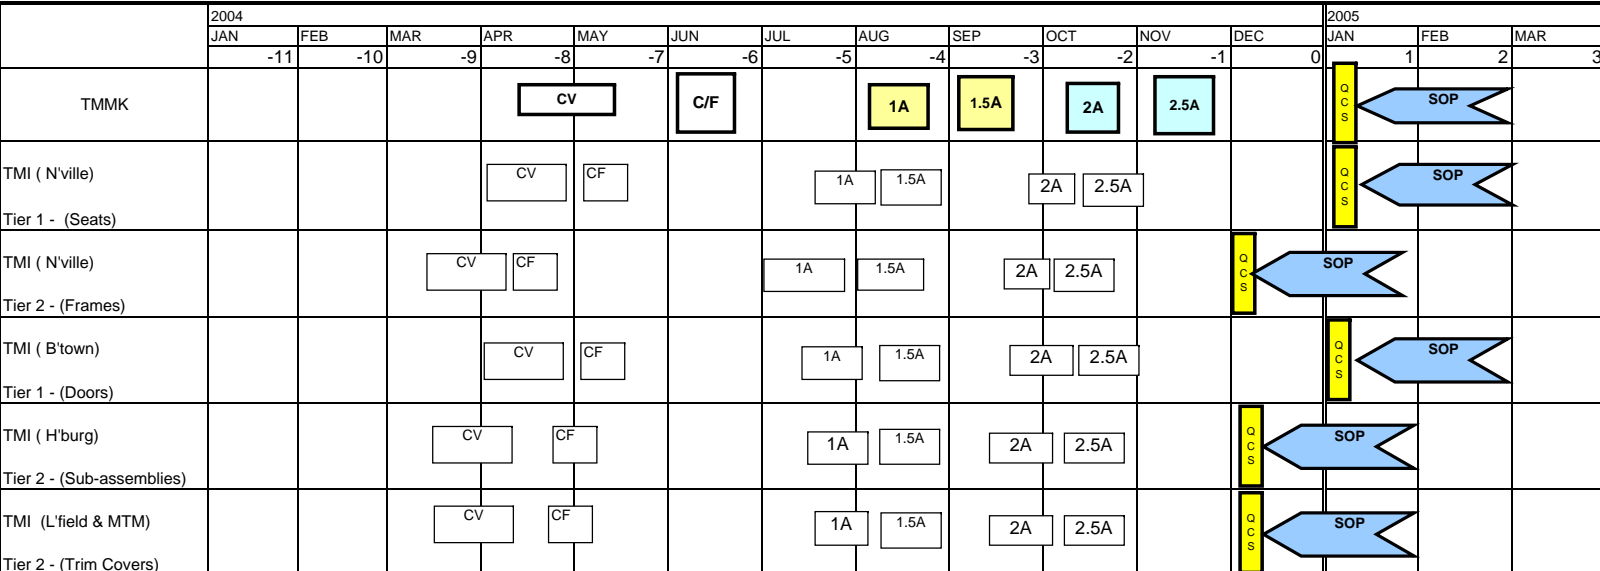 2004 2005
JAN FEB MAR APR MAY JUN JUL AUG SEP OCT NOV DEC JAN FEB MAR
-11 -10 -9 -8 -7 -6 -5 -4 -3 -2 -1 0 1 2 3
TMMK CV C/F 1A 1.5A 2A 2.5A QCS SOP
TMI ( N'ville) CV CF 1A 1.5A 2A 2.5A QCS SOP
Tier 1 - (Seats)
TMI ( N'ville) CV CF 1A 1.5A 2A 2.5A QCS SOP
Tier 2 - (Frames)
TMI ( B'town) CV CF 1A 1.5A 2A 2.5A QCS SOP
Tier 1 - (Doors)
TMI ( H'burg) CV CF 1A 1.5A 2A 2.5A QCS SOP
Tier 2 - (Sub-assemblies)
TMI (L'field & MTM) CV CF 1A 1.5A 2A 2.5A QCS SOP
Tier 2 - (Trim Covers)